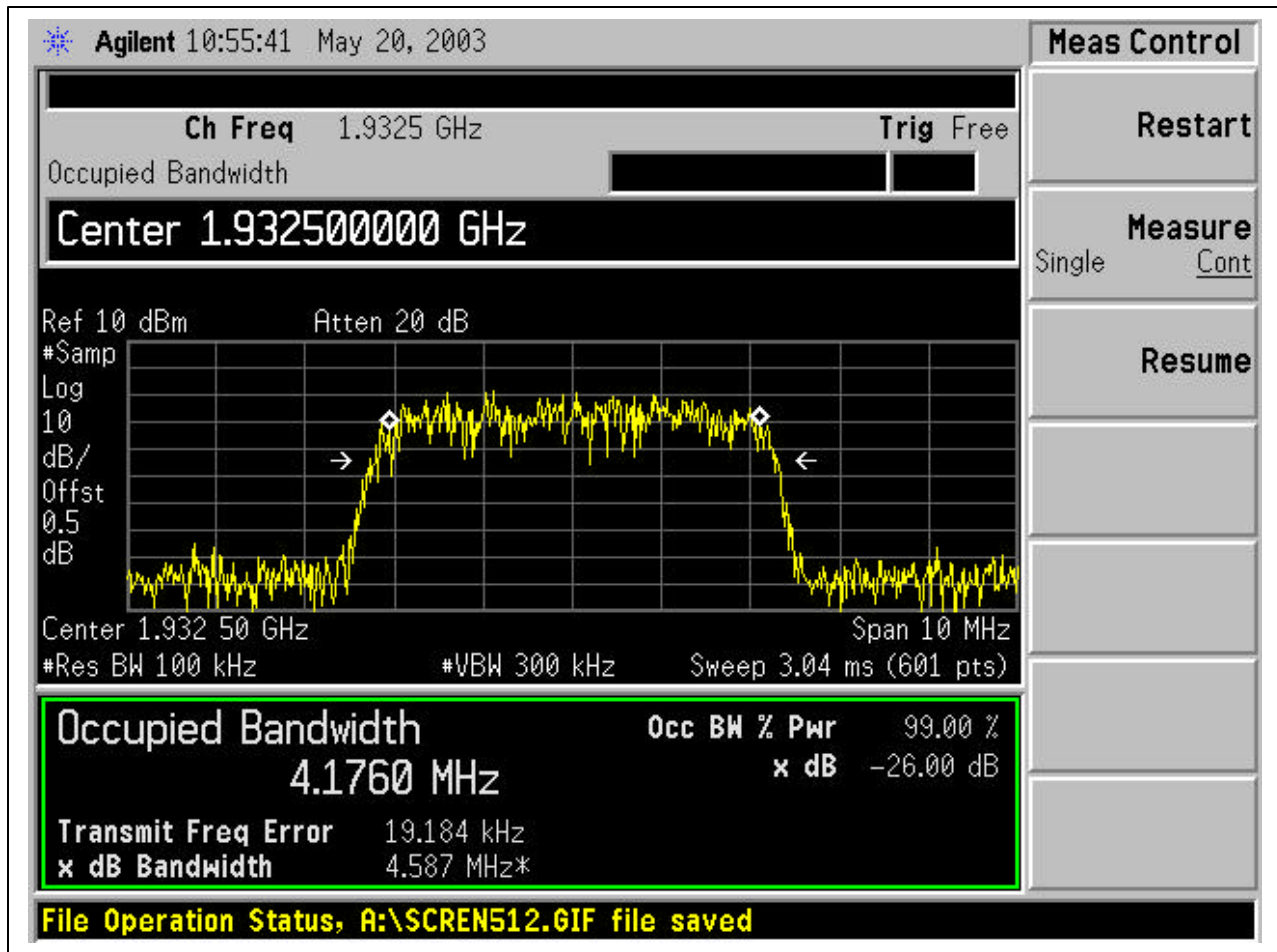 Agilent 10:55:41 May 20, 2003
Meas Control
Ch Freq 1.9325 GHz Trig Free
Occupied Bandwidth
Center 1.932500000 GHz
Restart
Measure
Single Cont
Resume
Ref 10 dBm Atten 20 dB
#Samp
Log
10
dB/
Offst
0.5
dB
Center 1.932 50 GHz Span 10 MHz
#Res BW 100 kHz #VBW 300 kHz Sweep 3.04 ms (601 pts)
Occupied Bandwidth Occ BW % Pwr 99.00 %
4.1760 MHz x dB -26.00 dB
Transmit Freq Error 19.184 kHz
x dB Bandwidth 4.587 MHz*
File Operation Status, A:\SCREN512.GIF file saved